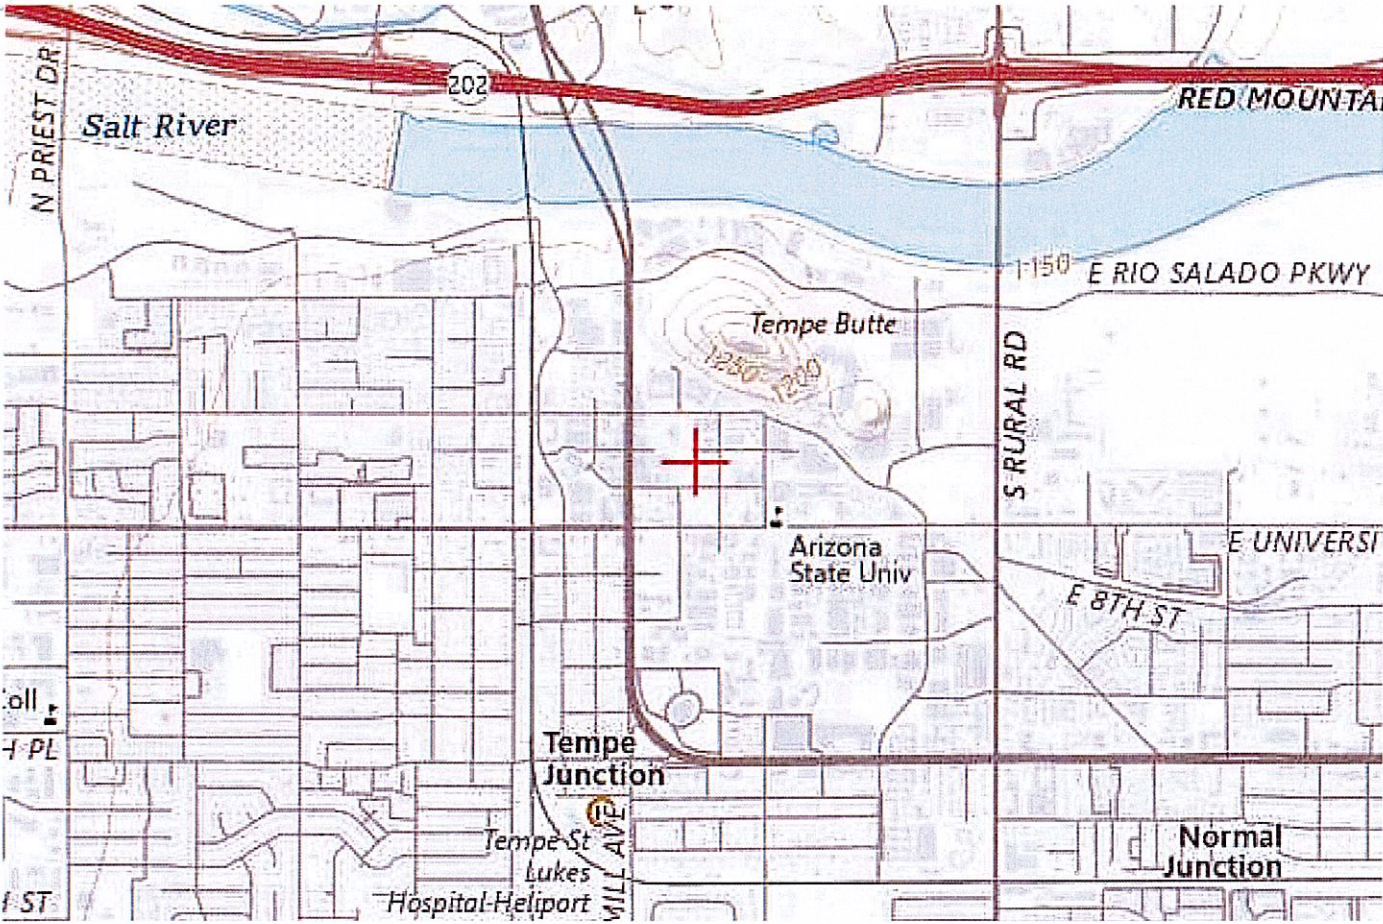 202
RED MOUNTAI
Salt River
N PRIEST DR
1150
E RIO SALADO PKWY
Tempe Butte
1250
1200
S RURAL RD
Arizona
State Univ
E UNIVERSI
E 8TH ST
Coll
H PL
Tempe
Junction
H
Tempe St
Lukes
Hospital-Heliport
MILL AVE
Normal
Junction
H ST